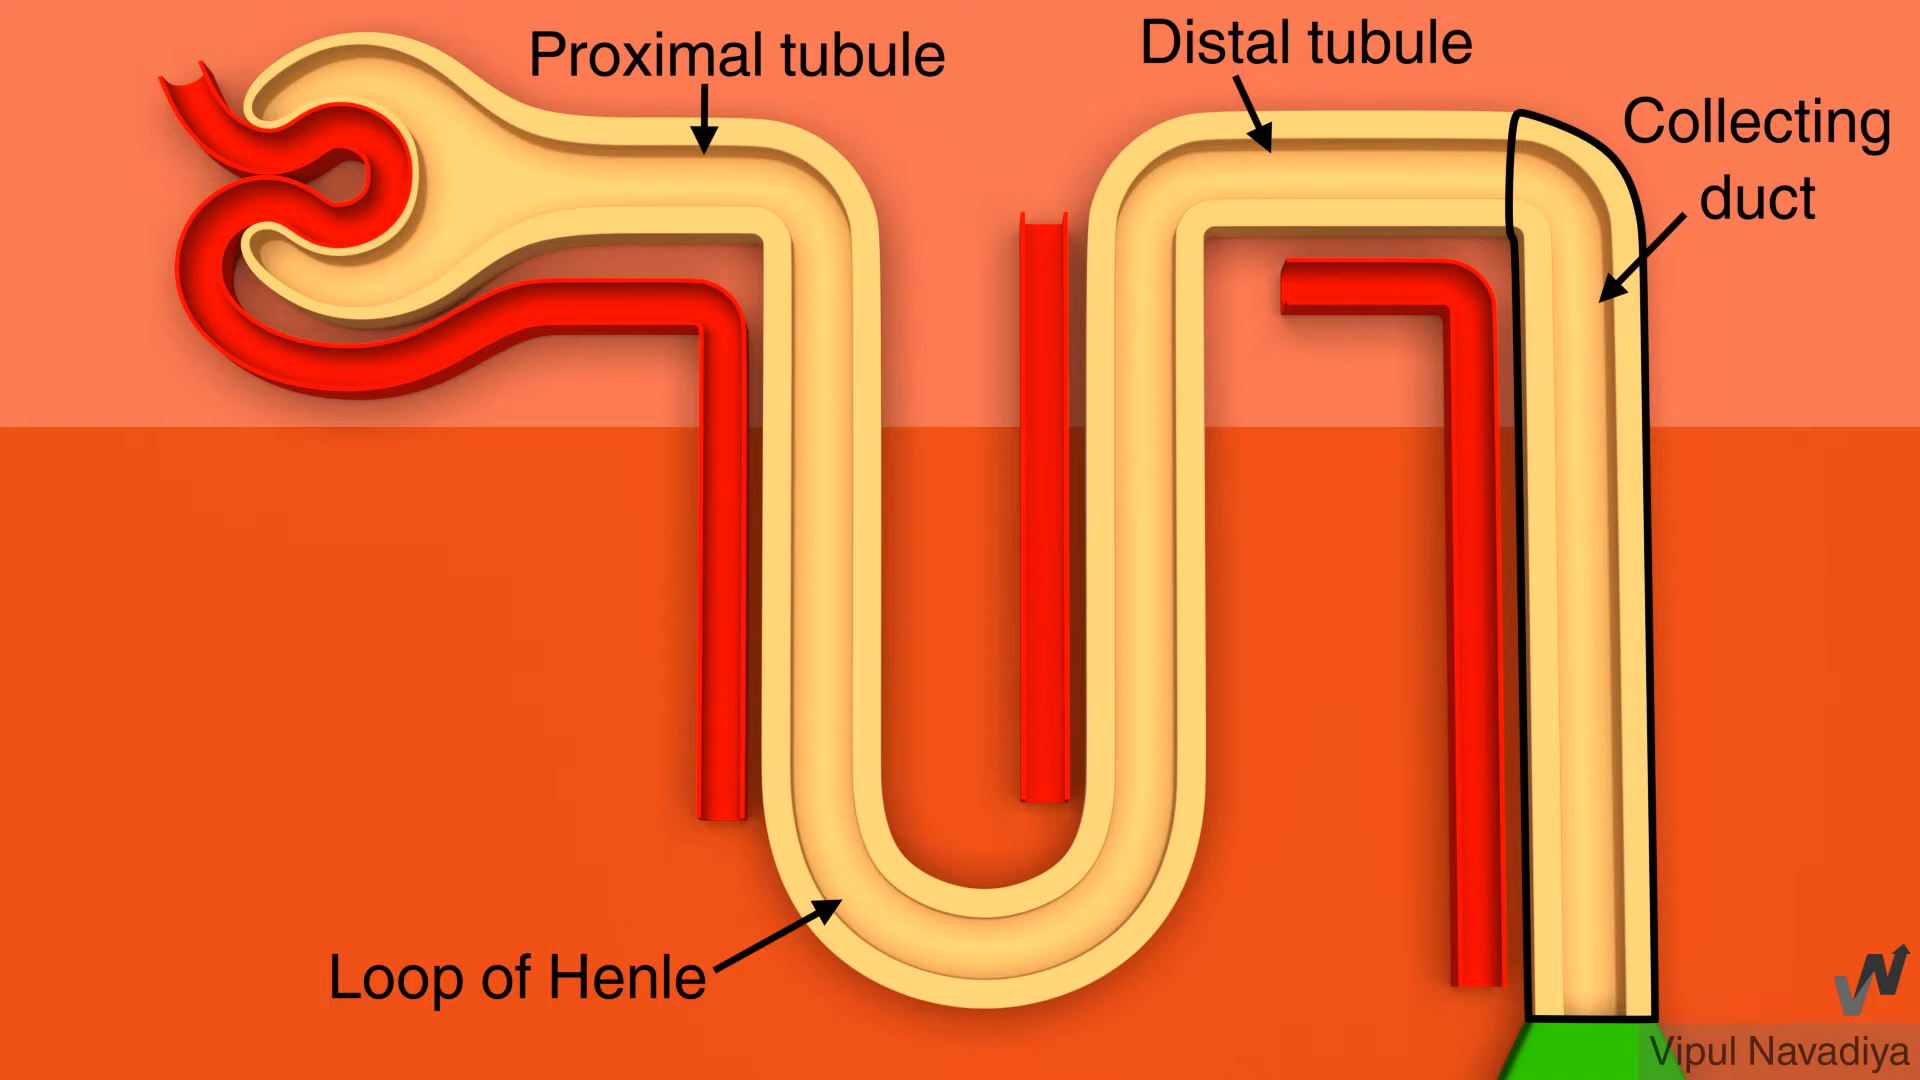 Proximal tubule
Distal tubule
Collecting
duct
Loop of Henle
Vipul Navadiya